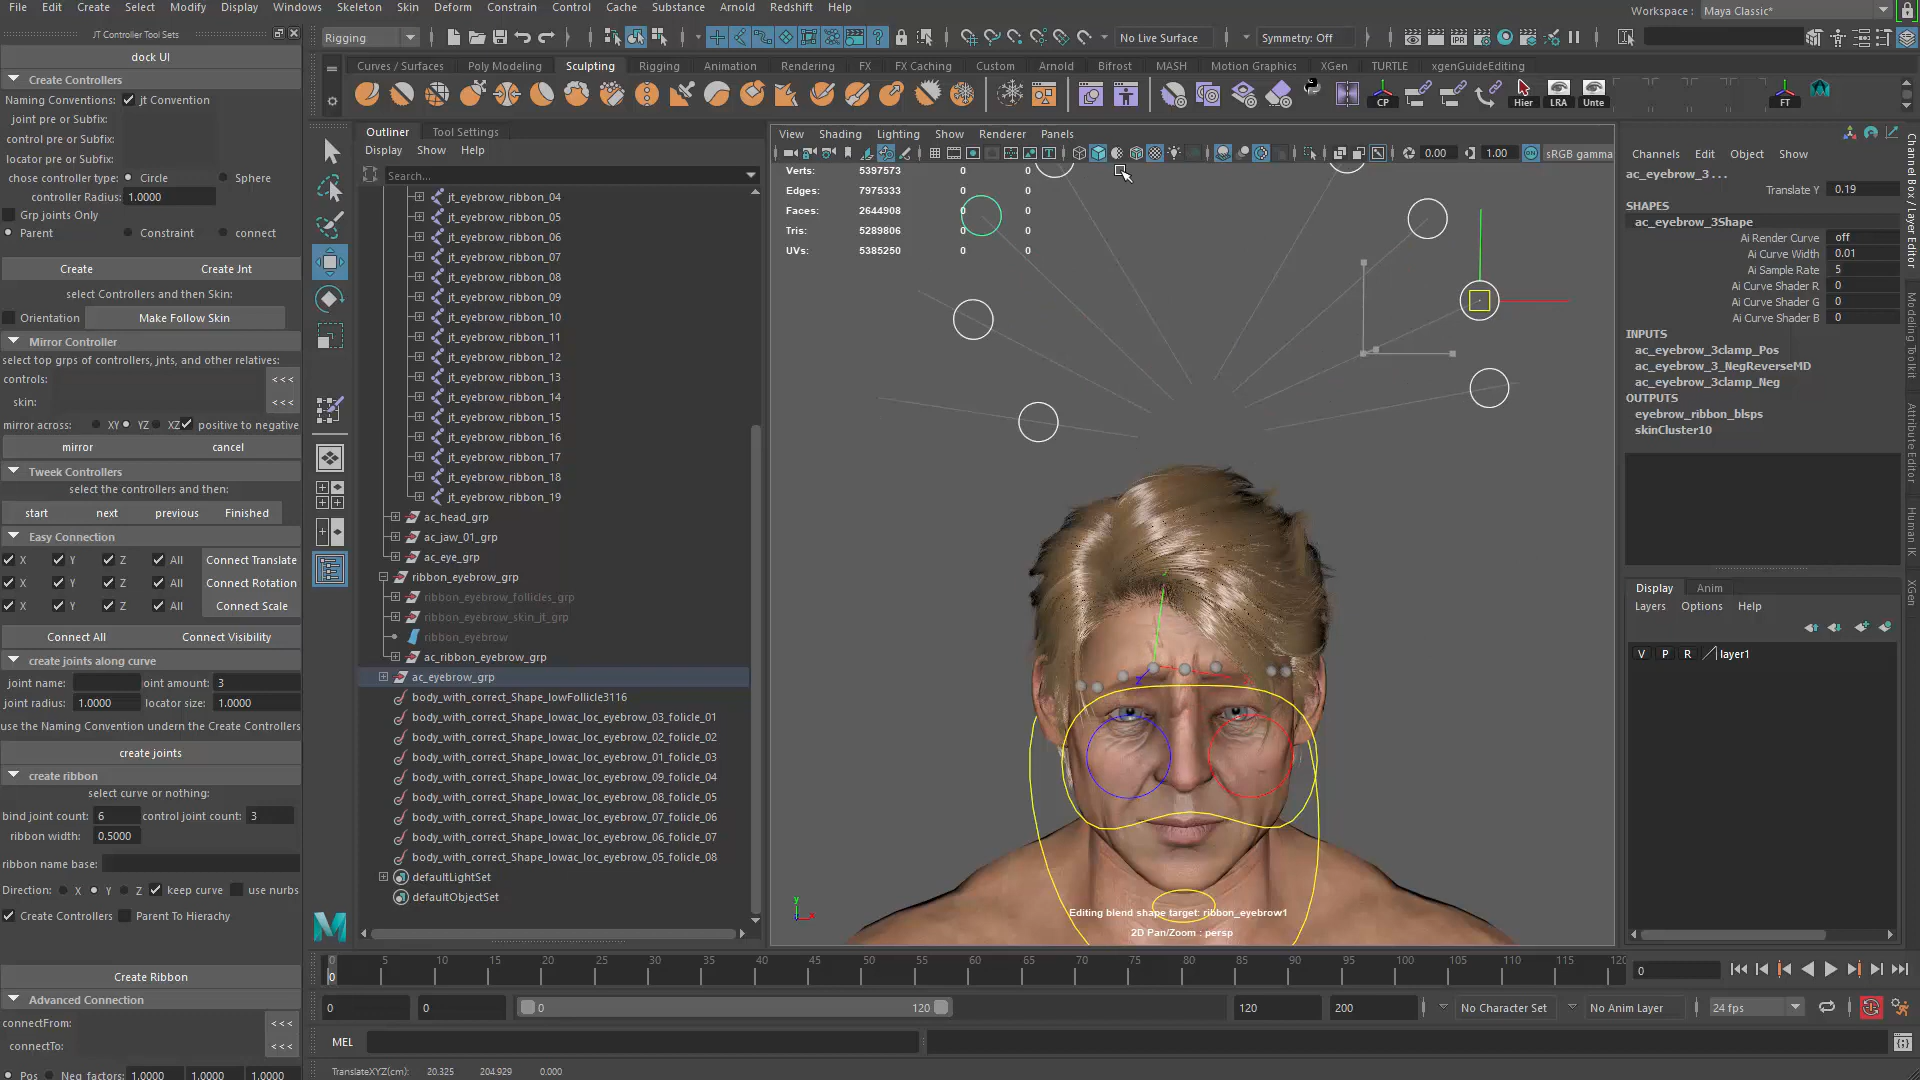 File Edit Create Select Modify Display Windows Skeleton Skin Deform Constrain Control Cache Substance Arnold Redshift Help
Workspace : Maya Classic*
Rigging
No Live Surface
Symmetry: Off
Curves / Surfaces Poly Modeling Sculpting Rigging Animation Rendering FX FX Caching Custom Arnold Bifrost MASH Motion Graphics XGen TURTLE xgenGuideEditing
CP Hier LRA Unte FT
JT Controller Tool Sets
dock UI
Create Controllers
Naming Conventions: jt Convention
joint pre or Subfix:
control pre or Subfix:
locator pre or Subfix:
chose controller type: Circle Sphere
controller Radius: 1.0000
Grp joints Only
Parent Constraint connect
Create Create Jnt
select Controllers and then Skin:
Orientation Make Follow Skin
Mirror Controller
select top grps of controllers, jnts, and other relatives:
controls: <<<
skin: <<<
mirror across: XY YZ XZ positive to negative
mirror cancel
Tweek Controllers
select the controllers and then:
start next previous Finished
Easy Connection
X Y Z All Connect Translate
X Y Z All Connect Rotation
X Y Z All Connect Scale
Connect All Connect Visibility
create joints along curve
joint name: oint amount: 3
joint radius: 1.0000 locator size: 1.0000
use the Naming Convention undern the Create Controllers
create joints
create ribbon
select curve or nothing:
bind joint count: 6 control joint count: 3
ribbon width: 0.5000
ribbon name base:
Direction: X Y Z keep curve use nurbs
Create Controllers Parent To Hierachy
Create Ribbon
Advanced Connection
connectFrom: <<<
connectTo: <<<
Pos Neg factors: 1.0000 1.0000 1.0000
Outliner Tool Settings
Display Show Help
Search...
jt_eyebrow_ribbon_04
jt_eyebrow_ribbon_05
jt_eyebrow_ribbon_06
jt_eyebrow_ribbon_07
jt_eyebrow_ribbon_08
jt_eyebrow_ribbon_09
jt_eyebrow_ribbon_10
jt_eyebrow_ribbon_11
jt_eyebrow_ribbon_12
jt_eyebrow_ribbon_13
jt_eyebrow_ribbon_14
jt_eyebrow_ribbon_15
jt_eyebrow_ribbon_16
jt_eyebrow_ribbon_17
jt_eyebrow_ribbon_18
jt_eyebrow_ribbon_19
ac_head_grp
ac_jaw_01_grp
ac_eye_grp
ribbon_eyebrow_grp
ribbon_eyebrow_follicles_grp
ribbon_eyebrow_skin_jt_grp
ribbon_eyebrow
ac_ribbon_eyebrow_grp
ac_eyebrow_grp
body_with_correct_Shape_lowFollicle3116
body_with_correct_Shape_lowac_loc_eyebrow_03_folicle_01
body_with_correct_Shape_lowac_loc_eyebrow_02_folicle_02
body_with_correct_Shape_lowac_loc_eyebrow_01_folicle_03
body_with_correct_Shape_lowac_loc_eyebrow_09_folicle_04
body_with_correct_Shape_lowac_loc_eyebrow_08_folicle_05
body_with_correct_Shape_lowac_loc_eyebrow_07_folicle_06
body_with_correct_Shape_lowac_loc_eyebrow_06_folicle_07
body_with_correct_Shape_lowac_loc_eyebrow_05_folicle_08
defaultLightSet
defaultObjectSet
View Shading Lighting Show Renderer Panels
0.00 1.00 sRGB gamma
Verts: 5397573 0 0
Edges: 7975333 0 0
Faces: 2644908 0 0
Tris: 5289806 0 0
UVs: 5385250 0 0
Editing blend shape target: ribbon_eyebrow1
2D Pan/Zoom : persp
y
x
Channels Edit Object Show
ac_eyebrow_3 . . .
Translate Y 0.19
SHAPES
ac_eyebrow_3Shape
Ai Render Curve off
Ai Curve Width 0.01
Ai Sample Rate 5
Ai Curve Shader R 0
Ai Curve Shader G 0
Ai Curve Shader B 0
INPUTS
ac_eyebrow_3clamp_Pos
ac_eyebrow_3_NegReverseMD
ac_eyebrow_3clamp_Neg
OUTPUTS
eyebrow_ribbon_blsps
skinCluster10
Display Anim
Layers Options Help
V P R layer1
Channel Box / Layer Editor
Modeling Toolkit
Attribute Editor
Human IK
XGen
0 5 10 15 20 25 30 35 40 45 50 55 60 65 70 75 80 85 90 95 100 105 110 115 120
0
0
0 0 0 120 120 200 No Character Set No Anim Layer 24 fps
MEL
TranslateXYZ(cm): 20.325 204.929 0.000